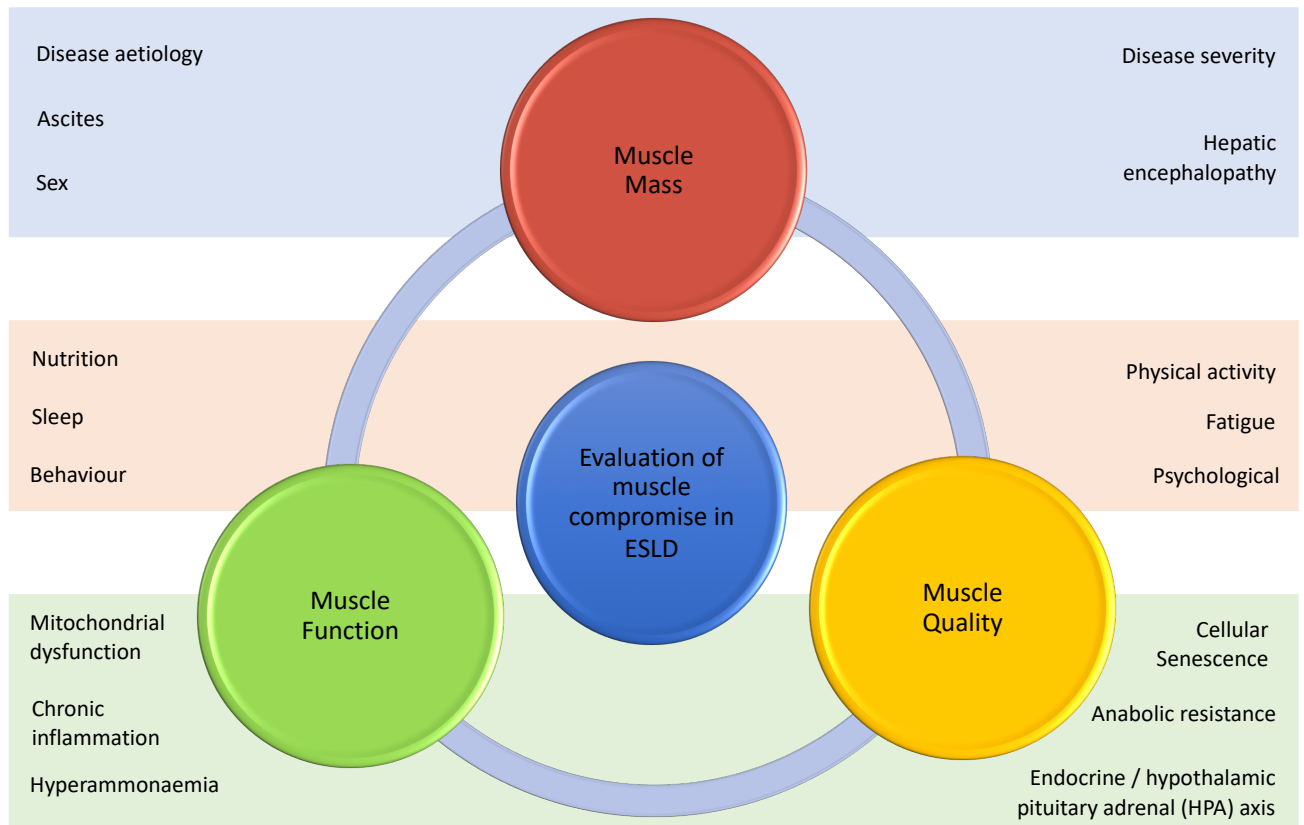 Disease aetiology
Ascites
Sex
Muscle
Mass
Disease severity
Hepatic
encephalopathy
Nutrition
Sleep
Behaviour
Evaluation of
muscle
compromise in
ESLD
Physical activity
Fatigue
Psychological
Mitochondrial
dysfunction
Chronic
inflammation
Hyperammonaemia
Muscle
Function
Muscle
Quality
Cellular
Senescence
Anabolic resistance
Endocrine / hypothalamic
pituitary adrenal (HPA) axis